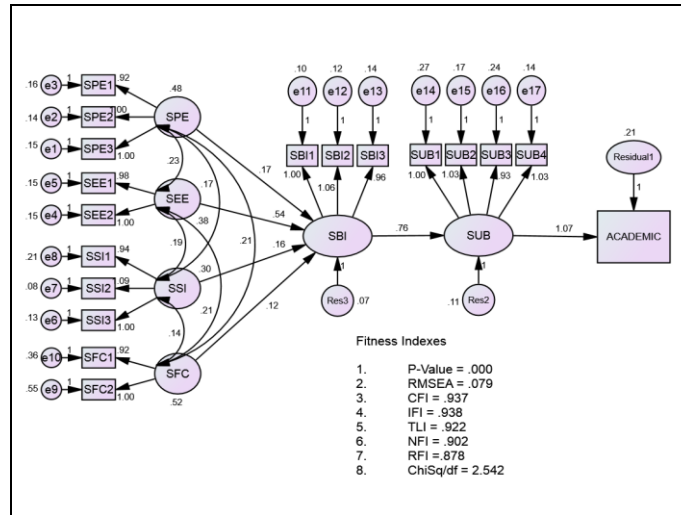 .16 e3 1 SPE1 .92
.14 e2 1 SPE2 .00
.15 e1 1 SPE3 1.00
.48
SPE
.23
.15 e5 1 SEE1 .98
.15 e4 1 SEE2 1.00
SEE
.17
.38
.19
.21 e8 1 SSI1 .94
.08 e7 1 SSI2 .09
.13 e6 1 SSI3 1.00
.30
SSI
.21
.21
.14
.36 e10 1 SFC1 .92
.55 e9 1 SFC2 1.00
SFC
.52
.17
.54
.16
.12
.10 .12 .14
e11 e12 e13
1 1 1
SBI1 SBI2 SBI3
1.00 1.06 .96
SBI
1
Res3 .07
.76
.27 .17 .24 .14
e14 e15 e16 e17
1 1 1 1
SUB1 SUB2 SUB3 SUB4
1.00 1.03 .93 1.03
SUB
1
.11 Res2
1.07
.21
Residual1
1
ACADEMIC
Fitness Indexes
1. P-Value = .000
2. RMSEA = .079
3. CFI = .937
4. IFI = .938
5. TLI = .922
6. NFI = .902
7. RFI =.878
8. ChiSq/df = 2.542